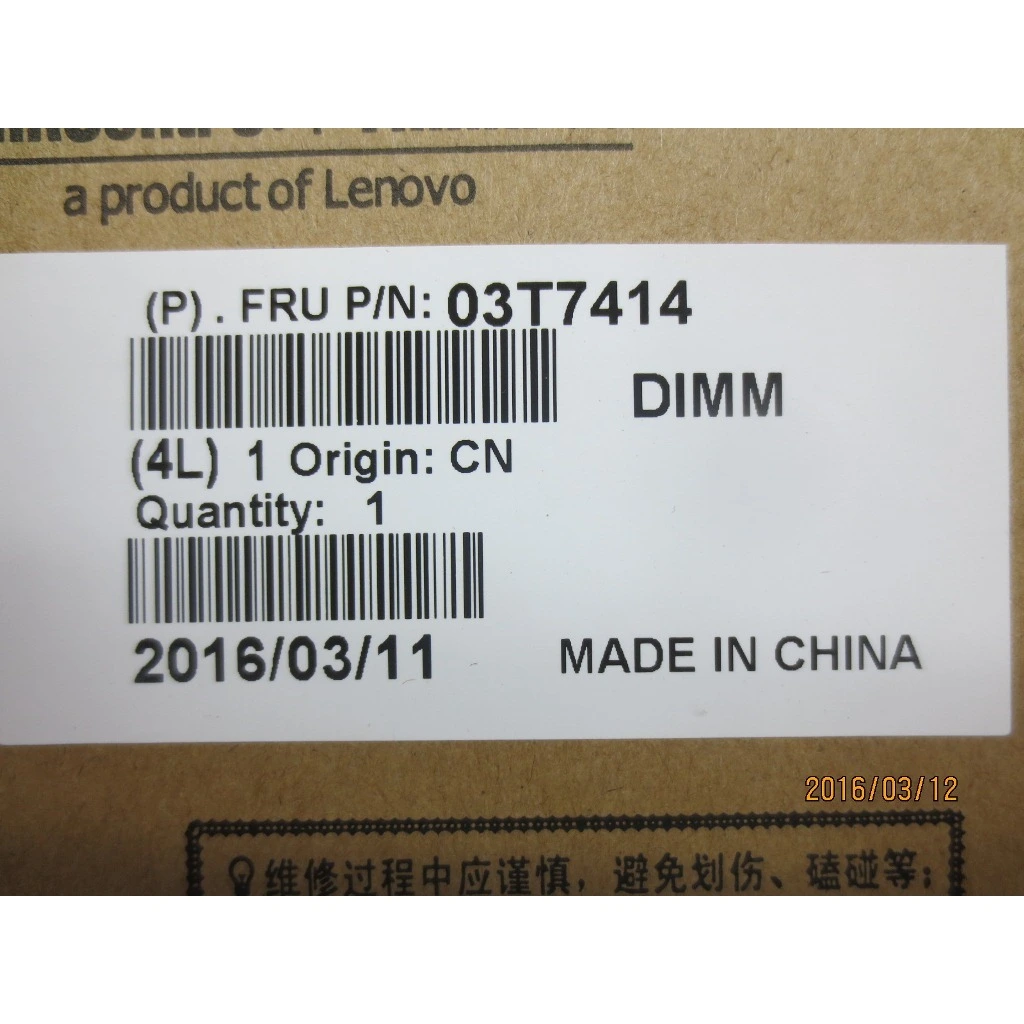 a product of Lenovo
(P) . FRU P/N: 03T7414
DIMM
(4L) 1 Origin: CN
Quantity: 1
2016/03/11
MADE IN CHINA
2016/03/12
维修过程中应谨慎，避免划伤、磕碰等；